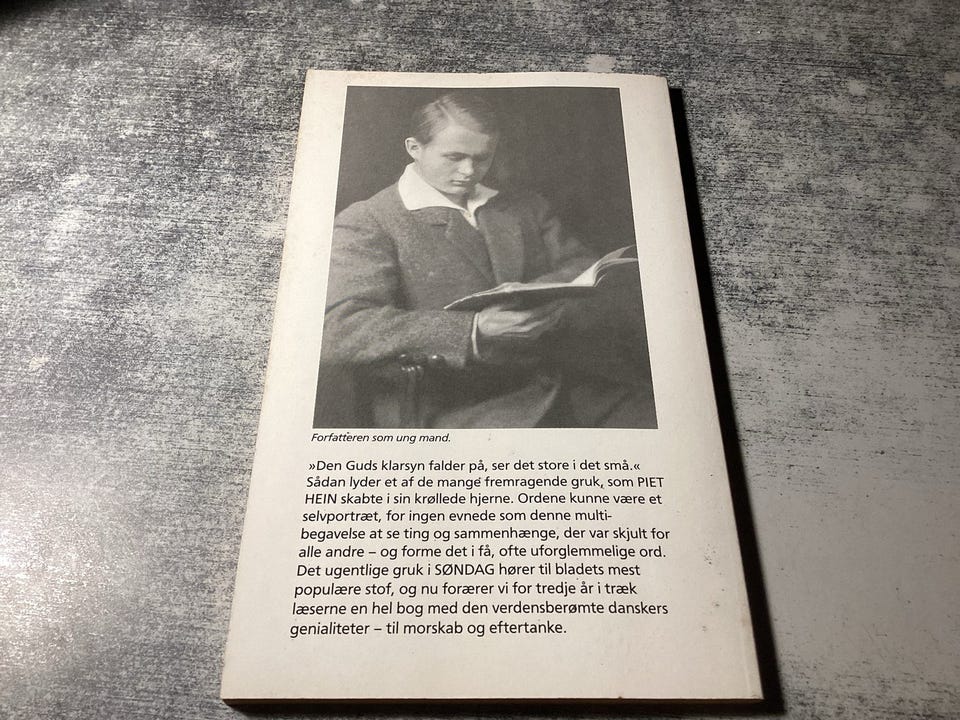 Forfatteren som ung mand.
»Den Guds klarsyn falder på, ser det store i det små.«
Sådan lyder et af de mange fremragende gruk, som PIET
HEIN skabte i sin krøllede hjerne. Ordene kunne være et
selvportræt, for ingen evnede som denne multi-
begavelse at se ting og sammenhænge, der var skjult for
alle andre – og forme det i få, ofte uforglemmelige ord.
Det ugentlige gruk i SØNDAG hører til bladets mest
populære stof, og nu forærer vi for tredje år i træk
læserne en hel bog med den verdensberømte danskers
genialiteter – til morskab og eftertanke.